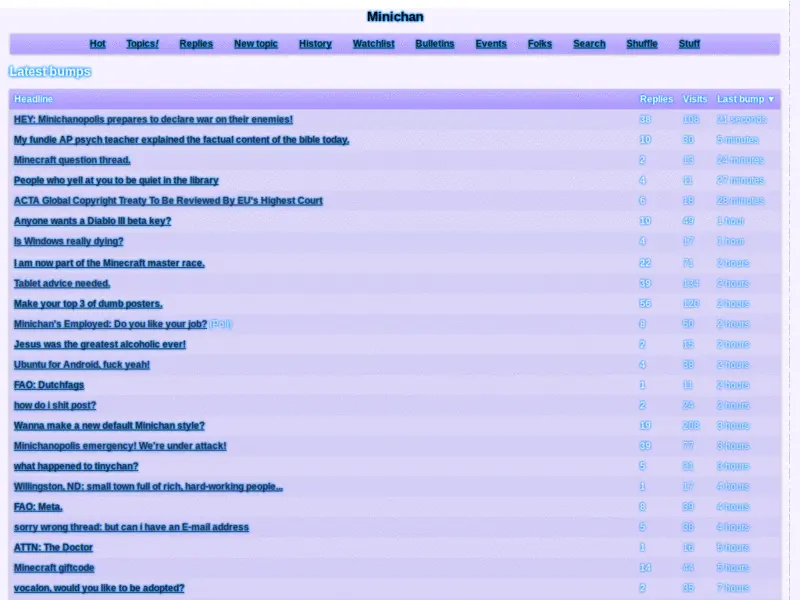 Minichan
Hot Topics! Replies New topic History Watchlist Bulletins Events Folks Search Shuffle Stuff
Latest bumps
Headline Replies Visits Last bump ▼
HEY: Minichanopolis prepares to declare war on their enemies! 38 108 seconds
My fundie AP psych teacher explained the factual content of the bible today. 10 30 5 minutes
Minecraft question thread. 2 13 24 minutes
People who yell at you to be quiet in the library 4 11 27 minutes
ACTA Global Copyright Treaty To Be Reviewed By EU's Highest Court 6 19 28 minutes
Anyone wants a Diablo III beta key? 10 49 1 hour
Is Windows really dying? 4 17 1 hour
I am now part of the Minecraft master race. 22 71 2 hours
Tablet advice needed. 39 134 2 hours
Make your top 3 of dumb posters. 56 120 2 hours
Minichan's Employed: Do you like your job? (Poll) 8 60 2 hours
Jesus was the greatest alcoholic ever! 2 15 2 hours
Ubuntu for Android, fuck yeah! 4 38 2 hours
FAO: Dutchfags 1 11 2 hours
how do i shit post? 2 24 3 hours
Wanna make a new default Minichan style? 19 208 3 hours
Minichanopolis emergency! We're under attack! 39 77 3 hours
what happened to tinychan? 5 31 3 hours
Willingston, ND: small town full of rich, hard-working people... 1 17 4 hours
FAO: Meta. 8 39 4 hours
sorry wrong thread: but can i have an E-mail address 5 38 4 hours
ATTN: The Doctor 1 16 5 hours
Minecraft giftcode 14 44 5 hours
vocalon, would you like to be adopted? 2 35 7 hours